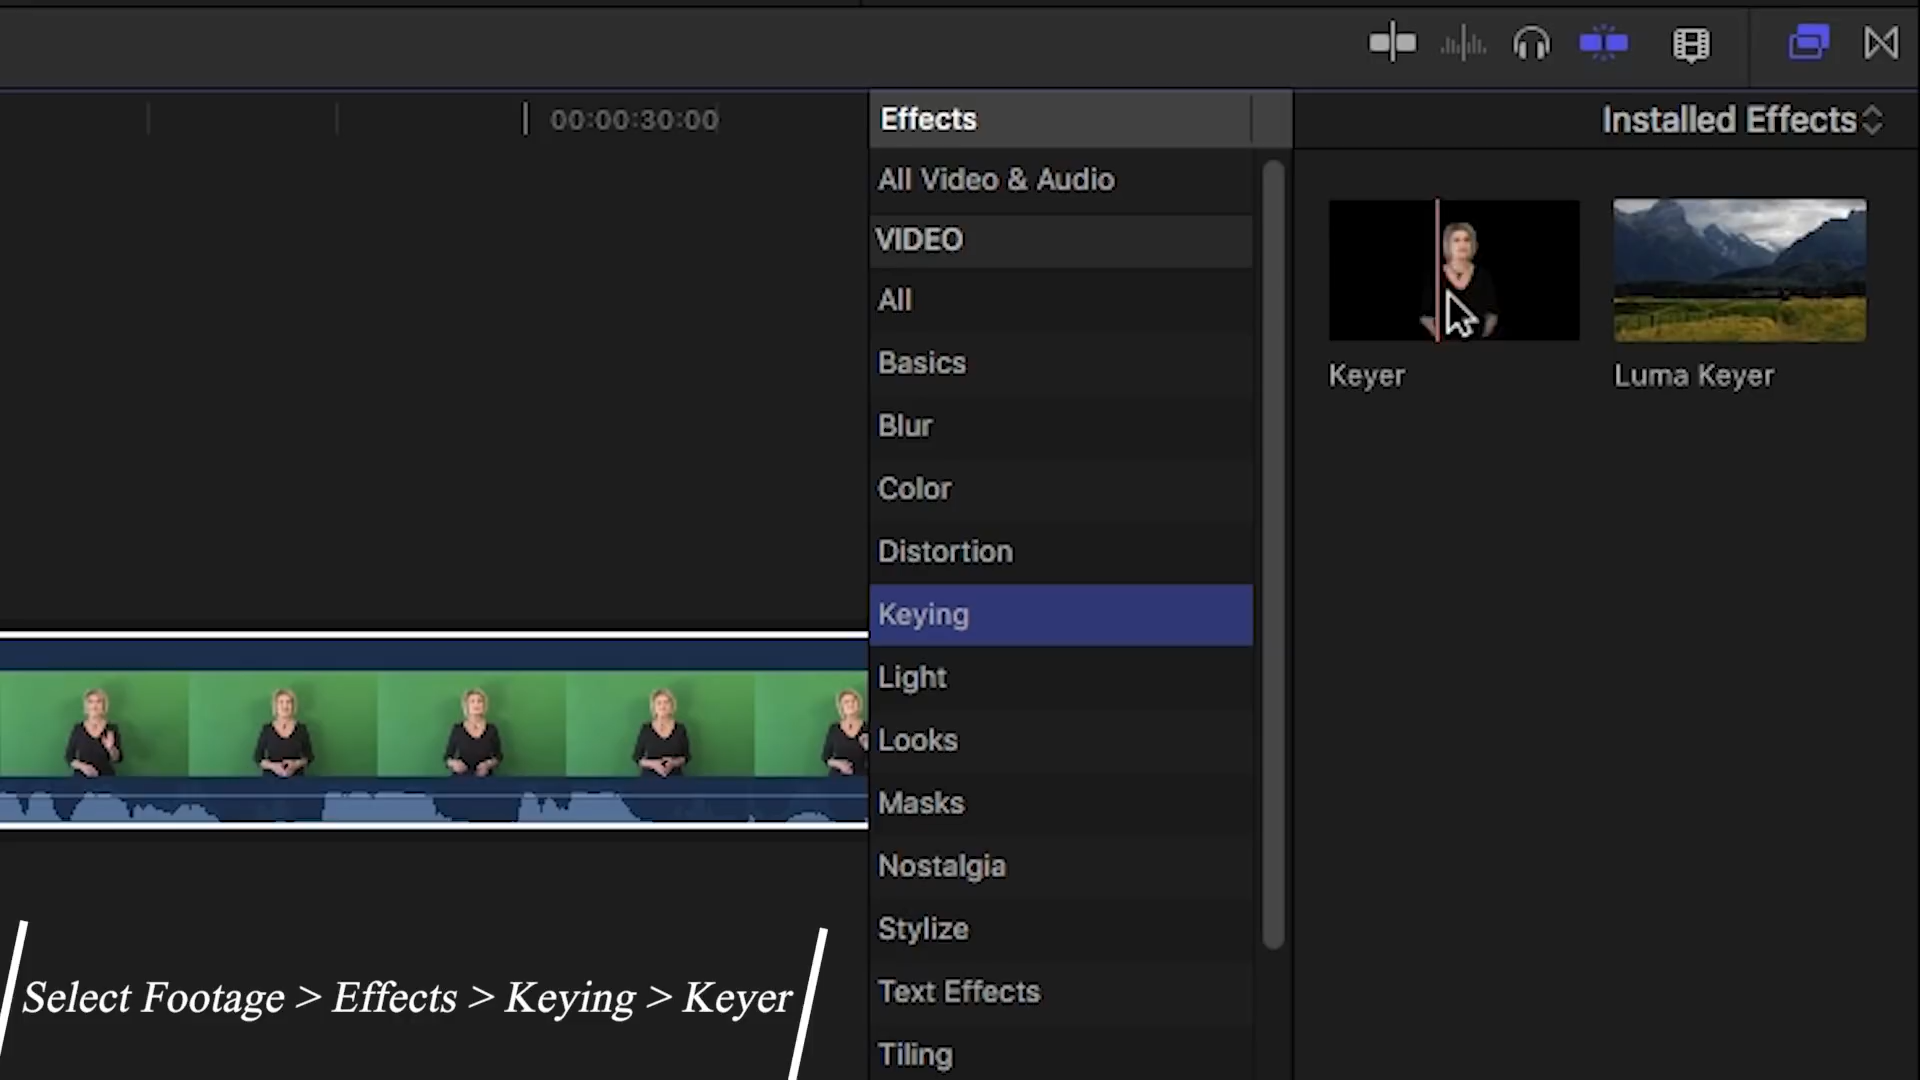 00:00:30:00
Effects
Installed Effects
All Video & Audio
VIDEO
All
Basics
Blur
Color
Distortion
Keying
Light
Looks
Masks
Nostalgia
Stylize
Text Effects
Tiling
Keyer
Luma Keyer
Select Footage > Effects > Keying > Keyer